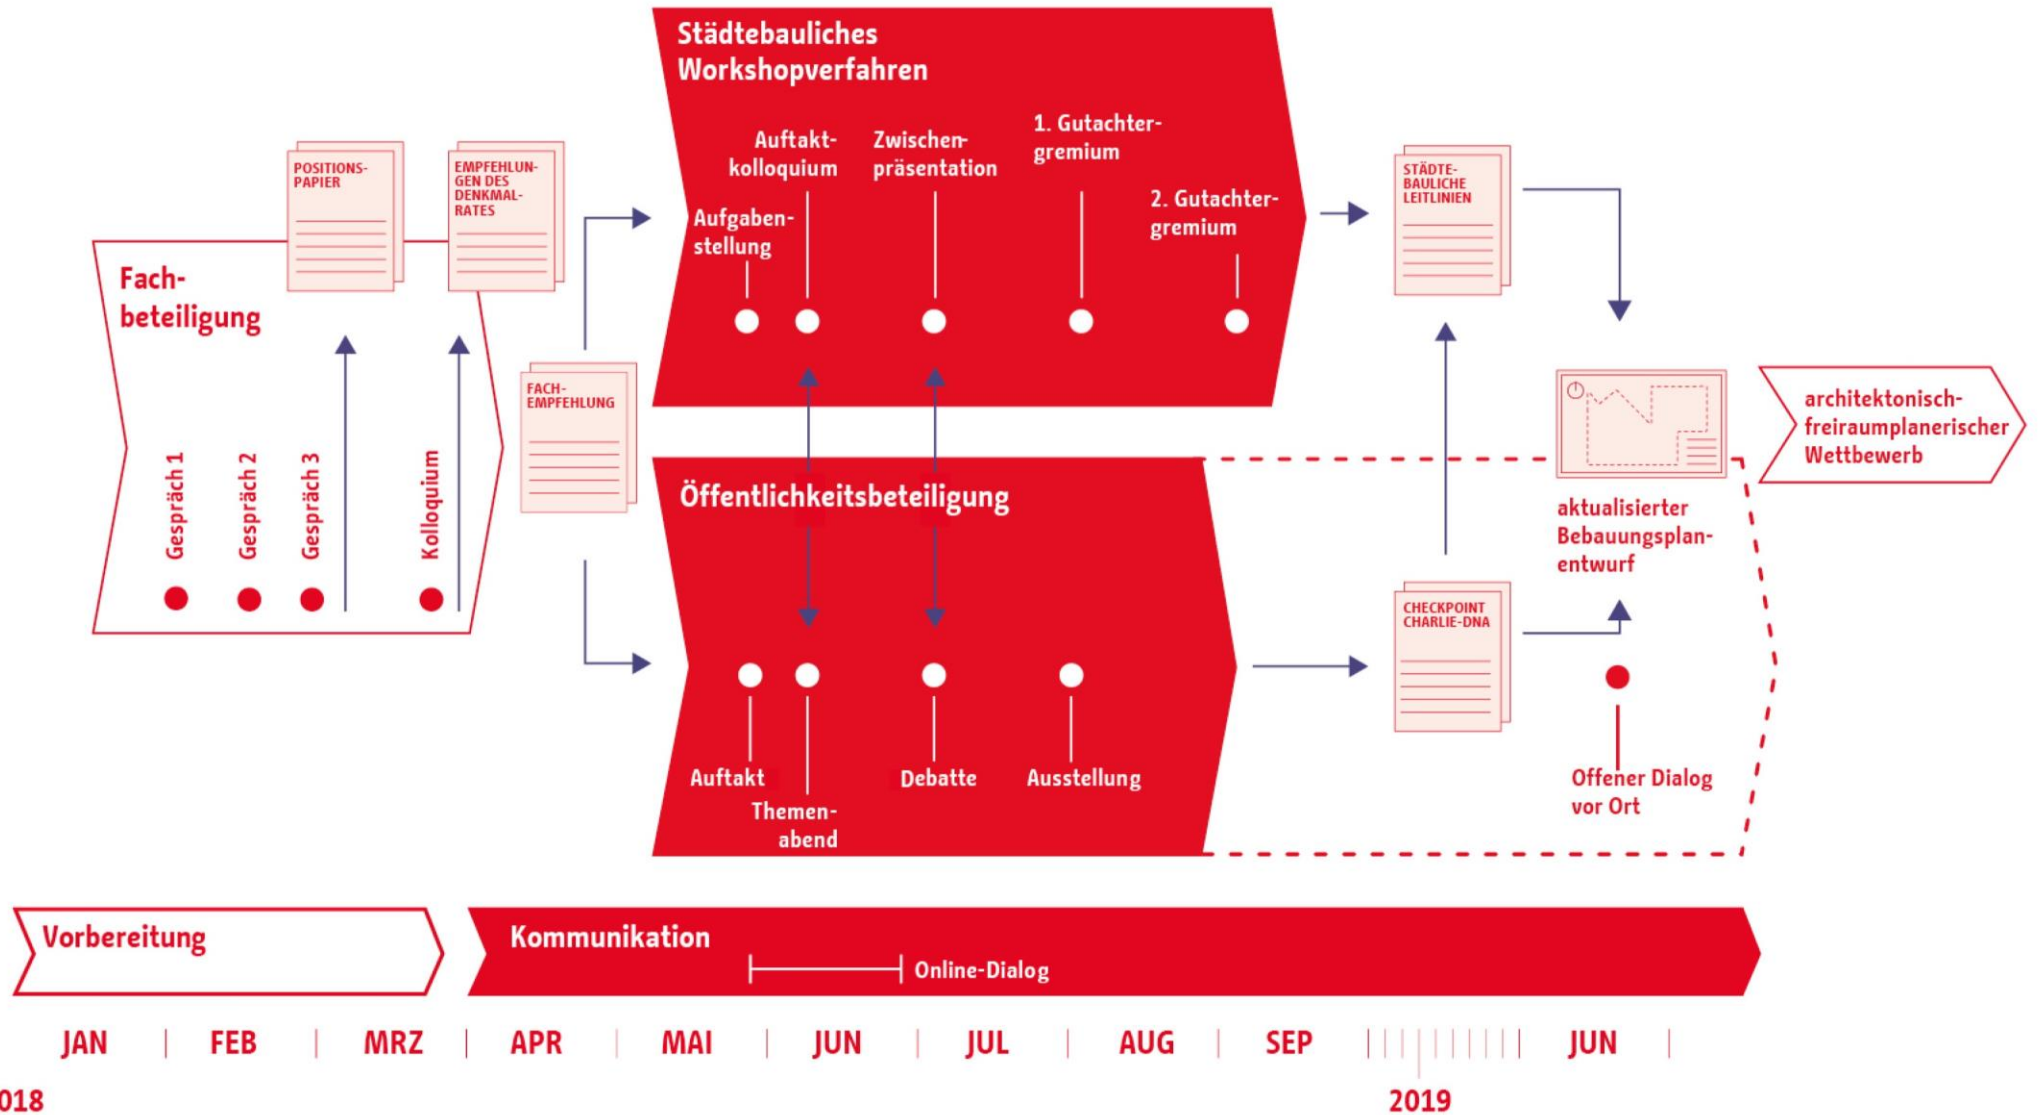 Städtebauliches
Workshopverfahren
Auftakt-
kolloquium
Zwischen-
präsentation
1. Gutachter-
gremium
2. Gutachter-
gremium
Aufgaben-
stellung
POSITIONS-
PAPIER
EMPFEHLUN-
GEN DES
DENKMAL-
RATES
STÄDTE-
BAULICHE
LEITLINIEN
Fach-
beteiligung
Gespräch 1
Gespräch 2
Gespräch 3
Kolloquium
FACH-
EMPFEHLUNG
architektonisch-
freiraumplanerischer
Wettbewerb
Öffentlichkeitsbeteiligung
aktualisierter
Bebauungsplan-
entwurf
CHECKPOINT
CHARLIE-DNA
Auftakt
Themen-
abend
Debatte
Ausstellung
Offener Dialog
vor Ort
Vorbereitung
Kommunikation
Online-Dialog
JAN | FEB | MRZ | APR | MAI | JUN | JUL | AUG | SEP | JUN |
018
2019